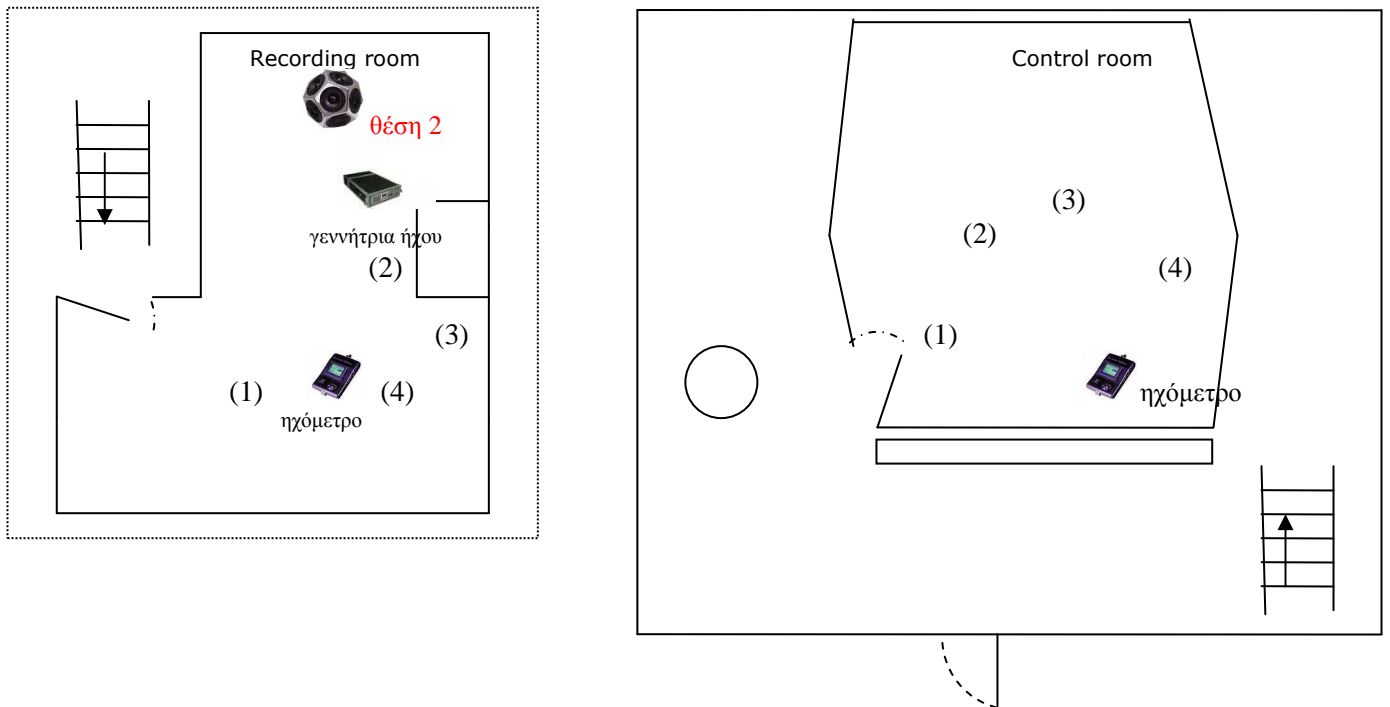 Recording room
θέση 2
γεννήτρια ήχου
(2)
(3)
(1)
(4)
ηχόμετρο
Control room
(3)
(2)
(4)
(1)
ηχόμετρο